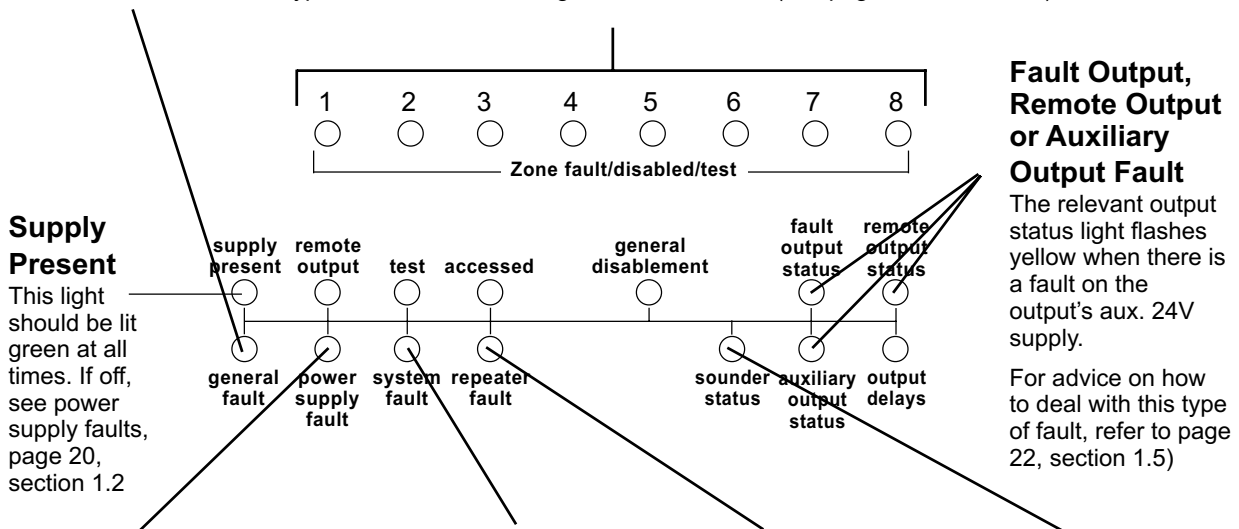 1 2 3 4 5 6 7 8
Zone fault/disabled/test
Fault Output,
Remote Output
or Auxiliary
Output Fault
The relevant output
status light flashes
yellow when there is
a fault on the
output's aux. 24V
supply.
For advice on how
to deal with this type
of fault, refer to page
22, section 1.5)
Supply
Present
This light
should be lit
green at all
times. If off,
see power
supply faults,
page 20,
section 1.2
supply
present
remote
output
test
accessed
general
disablement
fault
output
status
remote
output
status
general
fault
power
supply
fault
system
fault
repeater
fault
sounder
status
auxiliary
output
status
output
delays